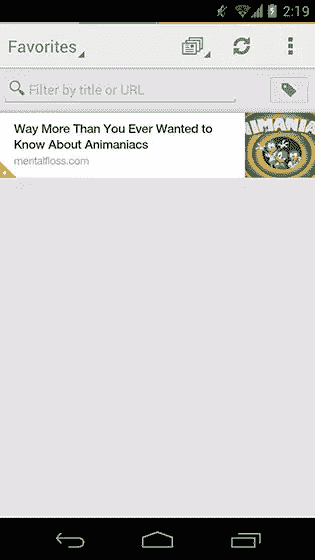 2:19
Favorites
Filter by title or URL
Way More Than You Ever Wanted to
Know About Animaniacs
mentalfloss.com
NIMANIA